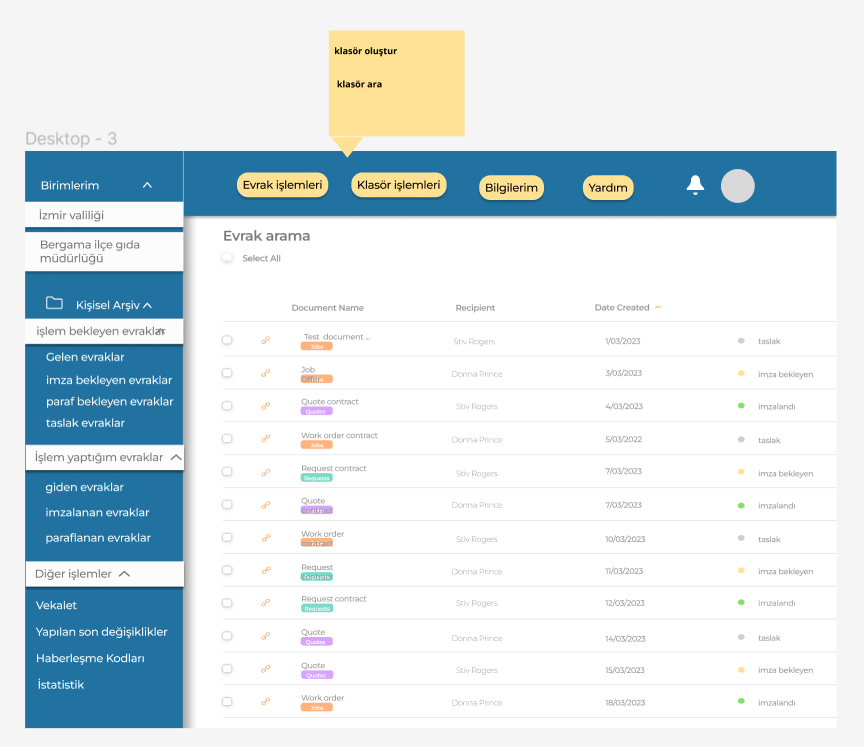 klasör oluştur
klasör ara
Desktop - 3
Birimlerim
İzmir valiliği
Bergama ilçe gıda
müdürlüğü
Kişisel Arşiv
işlem bekleyen evraklar
Gelen evraklar
imza bekleyen evraklar
paraf bekleyen evraklar
taslak evraklar
İşlem yaptığım evraklar
giden evraklar
imzalanan evraklar
paraflanan evraklar
Diğer işlemler
Vekalet
Yapılan son değişiklikler
Haberleşme Kodları
İstatistik
Evrak işlemleri Klasör işlemleri Bilgilerim Yardım
Evrak arama
Select All
Document Name Recipient Date Created
Test document ... Stiv Rogers 1/03/2023 taslak
Jobs
Job Donna Prince 3/03/2023 imza bekleyen
Offer
Quote contract Stiv Rogers 4/03/2023 imzalandı
Quotes
Work order contract Donna Prince 5/03/2022 taslak
Jobs
Request contract Stiv Rogers 7/03/2023 imza bekleyen
Requests
Quote Donna Prince 7/03/2023 imzalandı
contract
Work order Stiv Rogers 10/03/2023 taslak
contract
Request Donna Prince 11/03/2023 imza bekleyen
contract
Request contract Stiv Rogers 12/03/2023 imzalandı
Requests
Quote Donna Prince 14/03/2023 taslak
Quotes
Quote Stiv Rogers 15/03/2023 imza bekleyen
Quotes
Work order Donna Prince 18/03/2023 imzalandı
Jobs